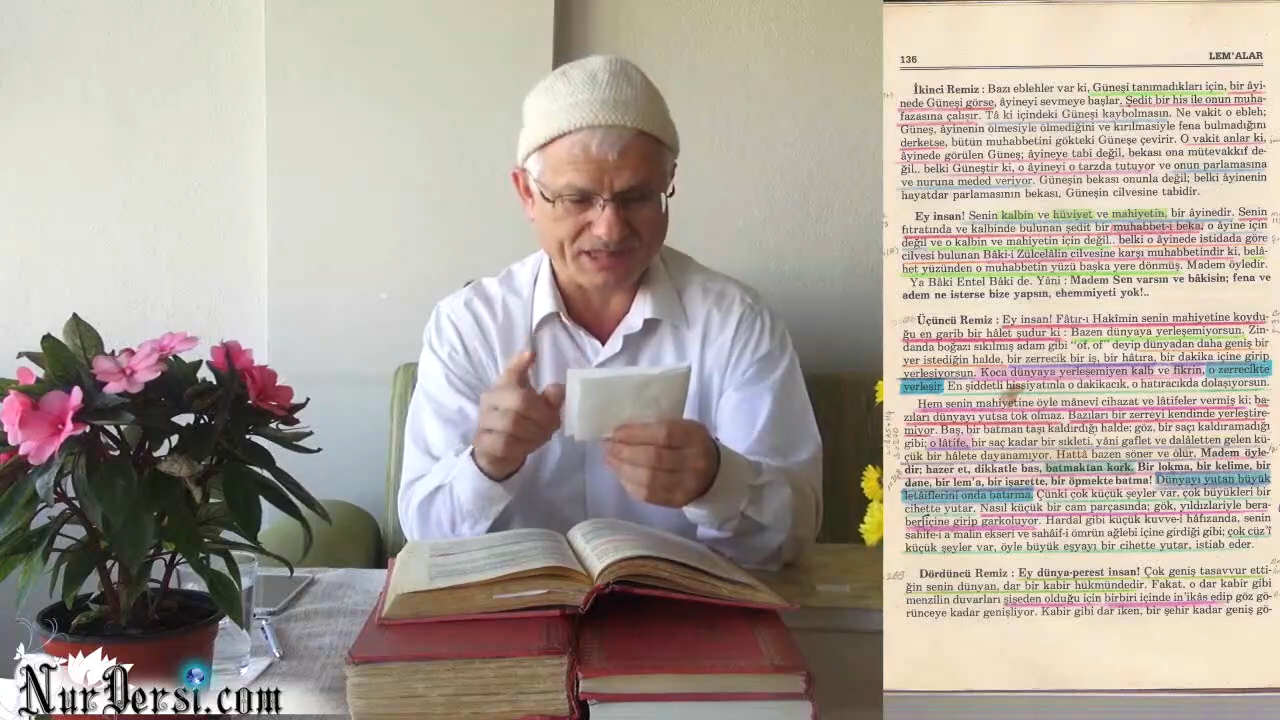 136 LEM'ALAR
İkinci Remiz : Bazı eblehler var ki, Güneşi tanımadıkları için, bir âyi-
nede Güneşi görse, âyineyi sevmeye başlar. Şedit bir his ile onun muha-
fazasına çalışır. Tâ ki içindeki Güneşi kaybolmasın. Ne vakit o ebleh;
Güneş, âyinenin ölmesiyle ölmediğini ve kırılmasiyle fena bulmadığını
derketse, bütün muhabbetini gökteki Güneşe çevirir. O vakit anlar ki,
âyinede görülen Güneş; âyineye tabi değil, bekası ona mütevakkıf de-
ğil.. belki Güneştir ki, o âyineyi o tarzda tutuyor ve onun parlamasına
ve nuruna meded veriyor. Güneşin bekası onunla değil; belki âyinenin
hayatdar parlamasının bekası, Güneşin cilvesine tabidir.
Ey insan! Senin kalbin ve hüviyet ve mahiyetin, bir âyinedir. Senin
fıtratında ve kalbinde bulunan şedit bir muhabbet-i beka, o âyine için
değil ve o kalbin ve mahiyetin için değil.. belki o âyinede istidada göre
cilvesi bulunan Bâki-i Zülcelâlin cilvesine karşı muhabbetindir ki, belâ-
het yüzünden o muhabbetin yüzü başka yere dönmüş. Madem öyledir.
Ya Bâki Entel Bâki de. Yâni : Madem Sen varsın ve bâkisin; fena ve
adem ne isterse bize yapsın, ehemmiyeti yok!..
Üçüncü Remiz : Ey insan! Fâtır-ı Hakîmin senin mahiyetine koydu-
ğu en garib bir hâlet şudur ki : Bazen dünyaya yerleşemiyorsun. Zin-
danda boğazı sıkılmış adam gibi "of, of" deyip dünyadan daha geniş bir
yer istediğin halde, bir zerrecik bir iş, bir hâtıra, bir dakika içine girip
yerleşiyorsun. Koca dünyaya yerleşemiyen kalb ve fikrin, o zerrecikte
yerleşir. En şiddetli hissiyatınla o dakikacık, o hatıracıkda dolaşıyorsun.
Hem senin mahiyetine öyle mânevi cihazat ve lâtifeler vermiş ki; ba-
zıları dünyayı yutsa tok olmaz. Bazıları bir zerreyi kendinde yerleştire-
miyor. Baş, bir batman taşı kaldırdığı halde; göz, bir saçı kaldıramadığı
gibi; o lâtife, bir saç kadar bir sıkleti, yâni gaflet ve dalâletten gelen kü-
çük bir hâlete dayanamıyor. Hattâ bazen söner ve ölür. Madem öyle-
dir; hazer et, dikkatle bas, batmaktan kork. Bir lokma, bir kelime, bir
dane, bir lem'a, bir işarette, bir öpmekte batma! Dünyayı yutan büyük
letâiflerini onda batırma. Çünki çok küçük şeyler var, çok büyükleri bir
cihette yutar. Nasıl küçük bir cam parçasında; gök, yıldızlariyle bera-
ber içine girip garkoluyor. Hardal gibi küçük kuvve-i hâfızanda, senin
sahife-i a'malin ekseri ve sahâif-i ömrün ağlebi içine girdiği gibi; çok cüz'î
küçük şeyler var, öyle büyük eşyayı bir cihette yutar, istiab eder.
Dördüncü Remiz : Ey dünya-perest insan! Çok geniş tasavvur etti-
ğin senin dünyan, dar bir kabir hükmündedir. Fakat, o dar kabir gibi
menzilin duvarları şişeden olduğu için birbiri içinde in'ikâs edip göz gö-
rünceye kadar genişliyor. Kabir gibi dar iken, bir şehir kadar geniş gö-
NurDersi.com